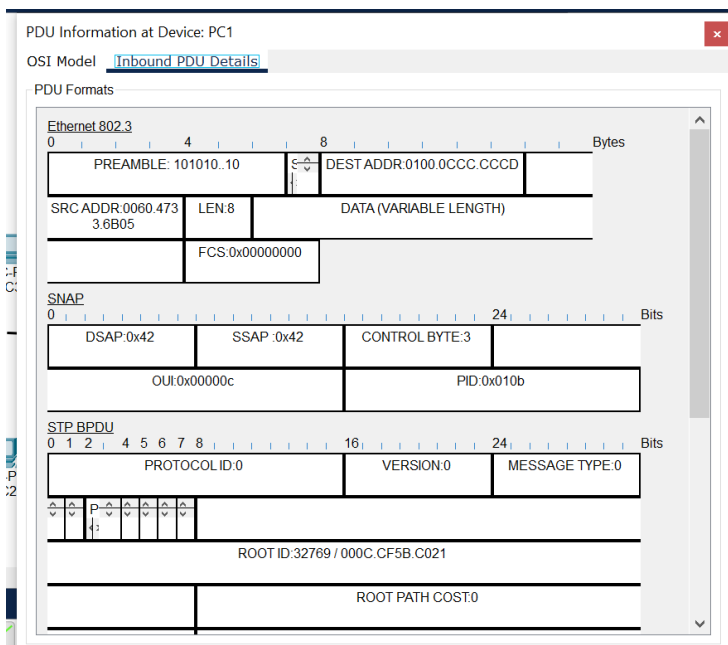 PDU Information at Device: PC1
OSI Model Inbound PDU Details
PDU Formats
Ethernet 802.3
0 4 8 Bytes
PREAMBLE: 101010..10 S DEST ADDR:0100.0CCC.CCCD
SRC ADDR:0060.473 LEN:8 DATA (VARIABLE LENGTH)
3.6B05
FCS:0x00000000
SNAP
0 24 Bits
DSAP:0x42 SSAP :0x42 CONTROL BYTE:3
OUI:0x00000c PID:0x010b
STP BPDU
0 1 2 4 5 6 7 8 16 24 Bits
PROTOCOL ID:0 VERSION:0 MESSAGE TYPE:0
P
ROOT ID:32769 / 000C.CF5B.C021
ROOT PATH COST:0